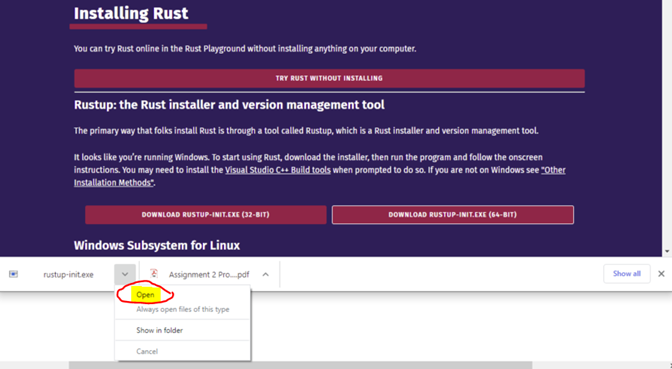 Installing Rust
You can try Rust online in the Rust Playground without installing anything on your computer.
TRY RUST WITHOUT INSTALLING
Rustup: the Rust installer and version management tool
The primary way that folks install Rust is through a tool called Rustup, which is a Rust installer and version management tool.
It looks like you're running Windows. To start using Rust, download the installer, then run the program and follow the onscreen
instructions. You may need to install the Visual Studio C++ Build tools when prompted to do so. If you are not on Windows see "Other
Installation Methods".
DOWNLOAD RUSTUP-INIT.EXE (32-BIT)
DOWNLOAD RUSTUP-INIT.EXE (64-BIT)
Windows Subsystem for Linux
rustup-init.exe
Assignment 2 Pro....pdf
Show all
Open
Always open files of this type
Show in folder
Cancel